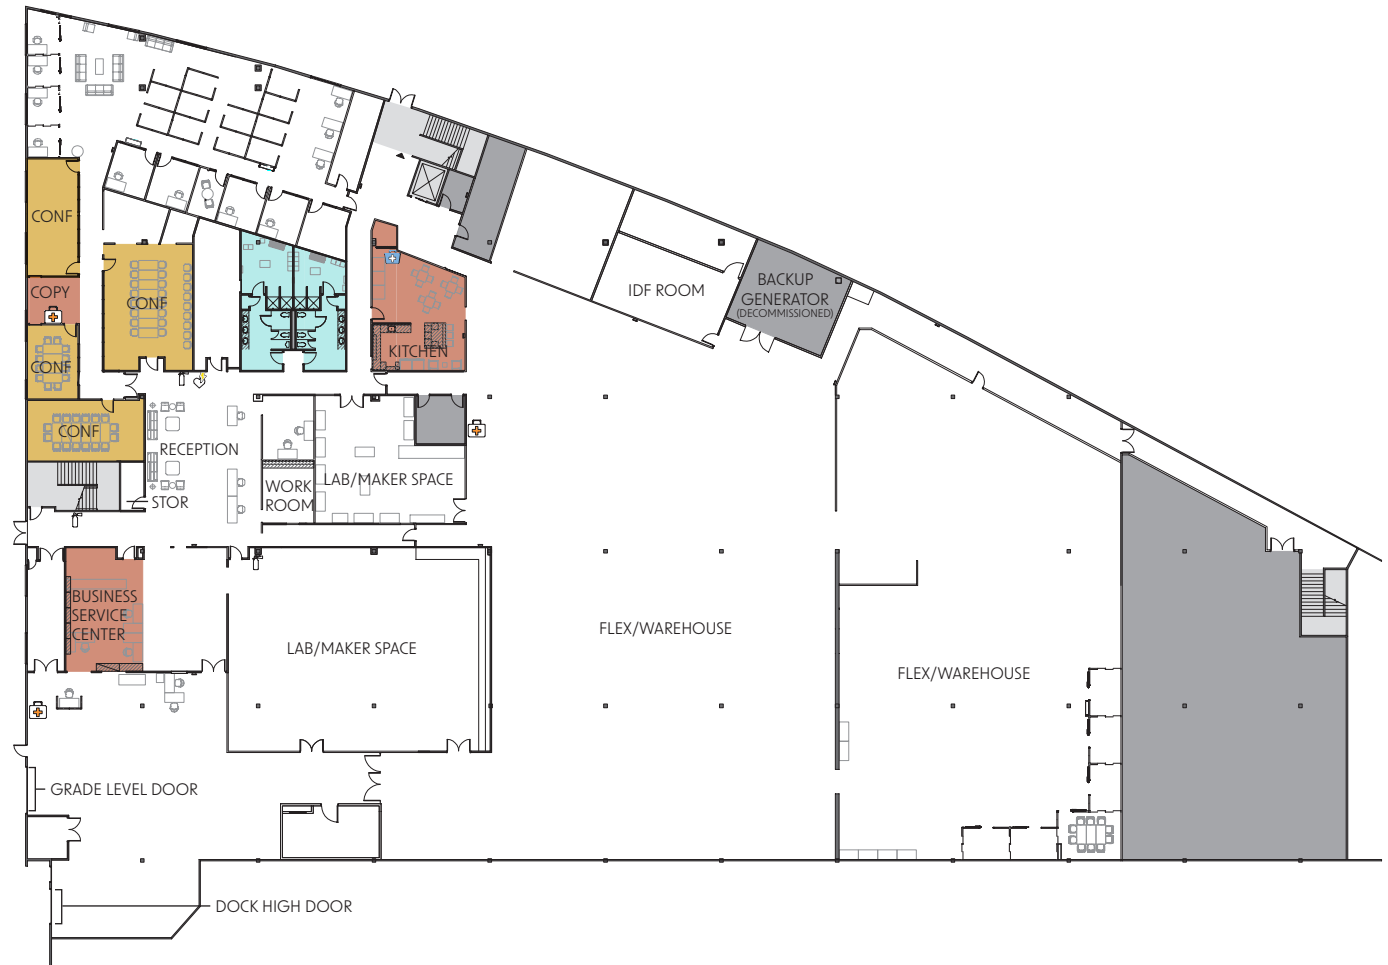 CONF
COPY
CONF
CONF
CONF
KITCHEN
IDF ROOM
BACKUP
GENERATOR
(DECOMMISSIONED)
RECEPTION
WORK
ROOM
LAB/MAKER SPACE
STOR
BUSINESS
SERVICE
CENTER
LAB/MAKER SPACE
FLEX/WAREHOUSE
FLEX/WAREHOUSE
GRADE LEVEL DOOR
DOCK HIGH DOOR